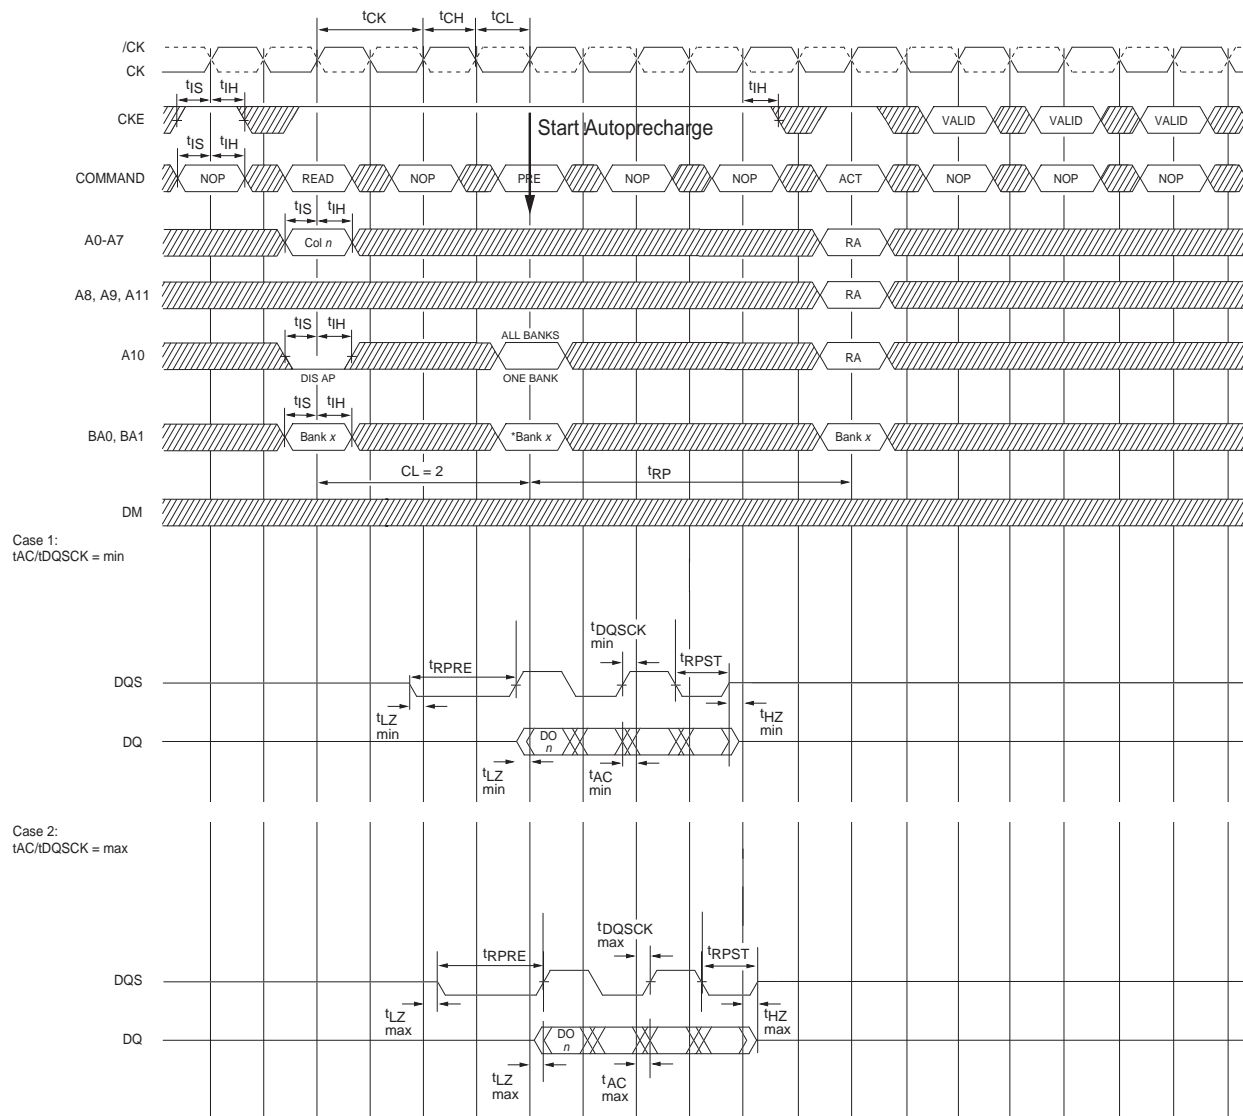 tCK tCH tCL
/CK
CK
tIS tIH tIH
CKE VALID VALID VALID
Start Autoprecharge
tIS tIH
COMMAND NOP READ NOP PRE NOP NOP ACT NOP NOP NOP
tIS tIH
A0-A7 Col n RA
A8, A9, A11 RA
tIS tIH ALL BANKS
A10 RA
DIS AP ONE BANK
tIS tIH
BA0, BA1 Bank x *Bank x Bank x
CL = 2 tRP
DM
Case 1:
tAC/tDQSCK = min
tDQSCK
min
tRPRE tRPST
DQS
tLZ
min
tHZ
min
DQ DO
n
tLZ
min
tAC
min
Case 2:
tAC/tDQSCK = max
tDQSCK
max
tRPRE tRPST
DQS
tLZ
max
tHZ
max
DQ DO
n
tLZ
max
tAC
max